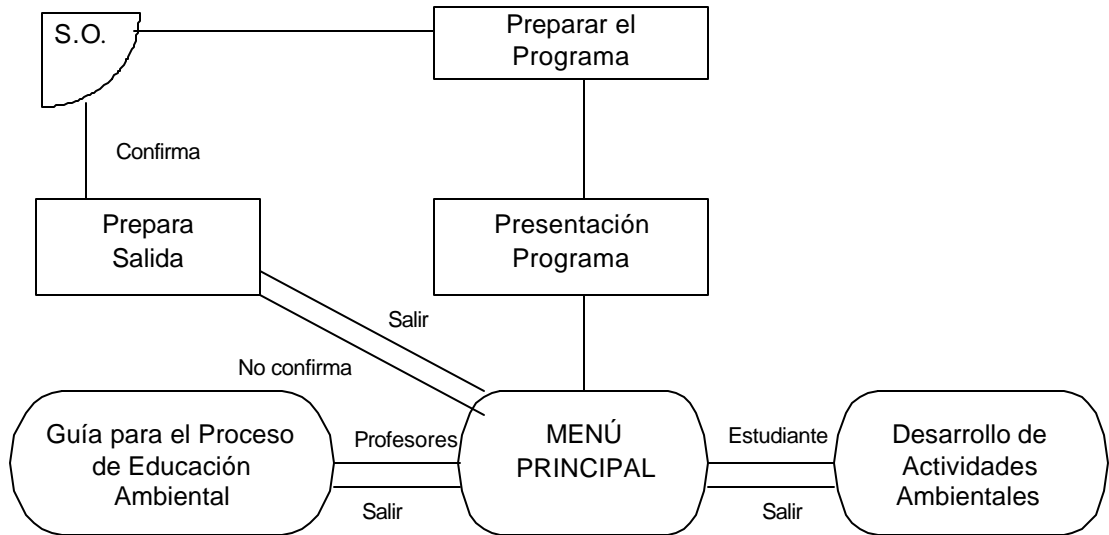 S.O.
Preparar el
Programa
Confirma
Prepara
Salida
Presentación
Programa
Salir
No confirma
Guía para el Proceso
de Educación
Ambiental
Profesores
Salir
MENÚ
PRINCIPAL
Estudiante
Salir
Desarrollo de
Actividades
Ambientales